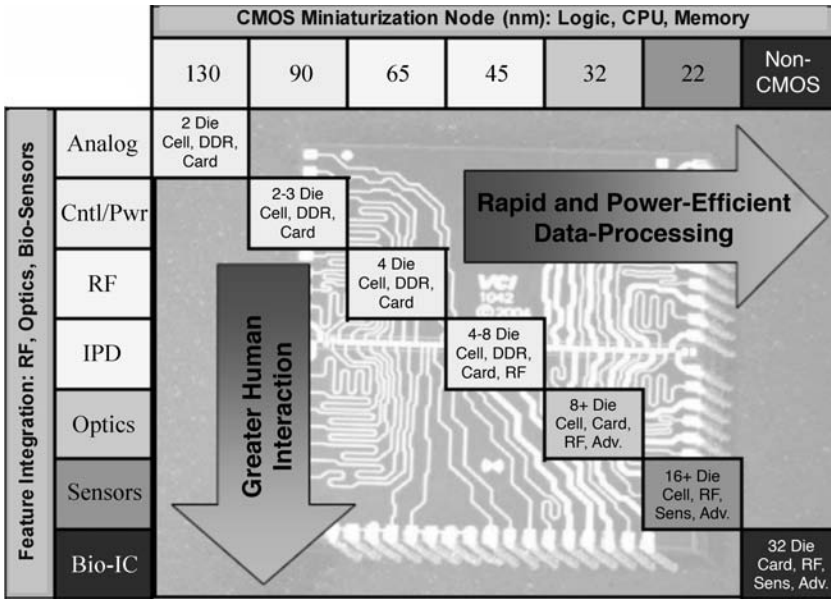 CMOS Miniaturization Node (nm): Logic, CPU, Memory
130
90
65
45
32
22
Non-
CMOS
Feature Integration: RF, Optics, Bio-Sensors
Analog
2 Die
Cell, DDR,
Card
Cntl/Pwr
2-3 Die
Cell, DDR,
Card
Rapid and Power-Efficient
Data-Processing
RF
4 Die
Cell, DDR,
Card
VCI
1042
© 2004
IPD
4-8 Die
Cell, DDR,
Card, RF
Greater Human
Interaction
Optics
8+ Die
Cell, Card,
RF, Adv.
Sensors
16+ Die
Cell, RF,
Sens, Adv.
Bio-IC
32 Die
Card, RF,
Sens, Adv.